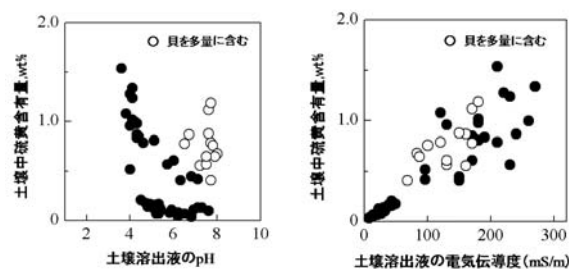 土壌中硫黄含有量,wt%
2.0
1.0
0
2
4
6
8
10
土壌溶出液のpH
○ 貝を多量に含む
土壌中硫黄含有量,wt%
2.0
1.0
0
0
100
200
300
土壌溶出液の電気伝導度(mS/m)
○ 貝を多量に含む